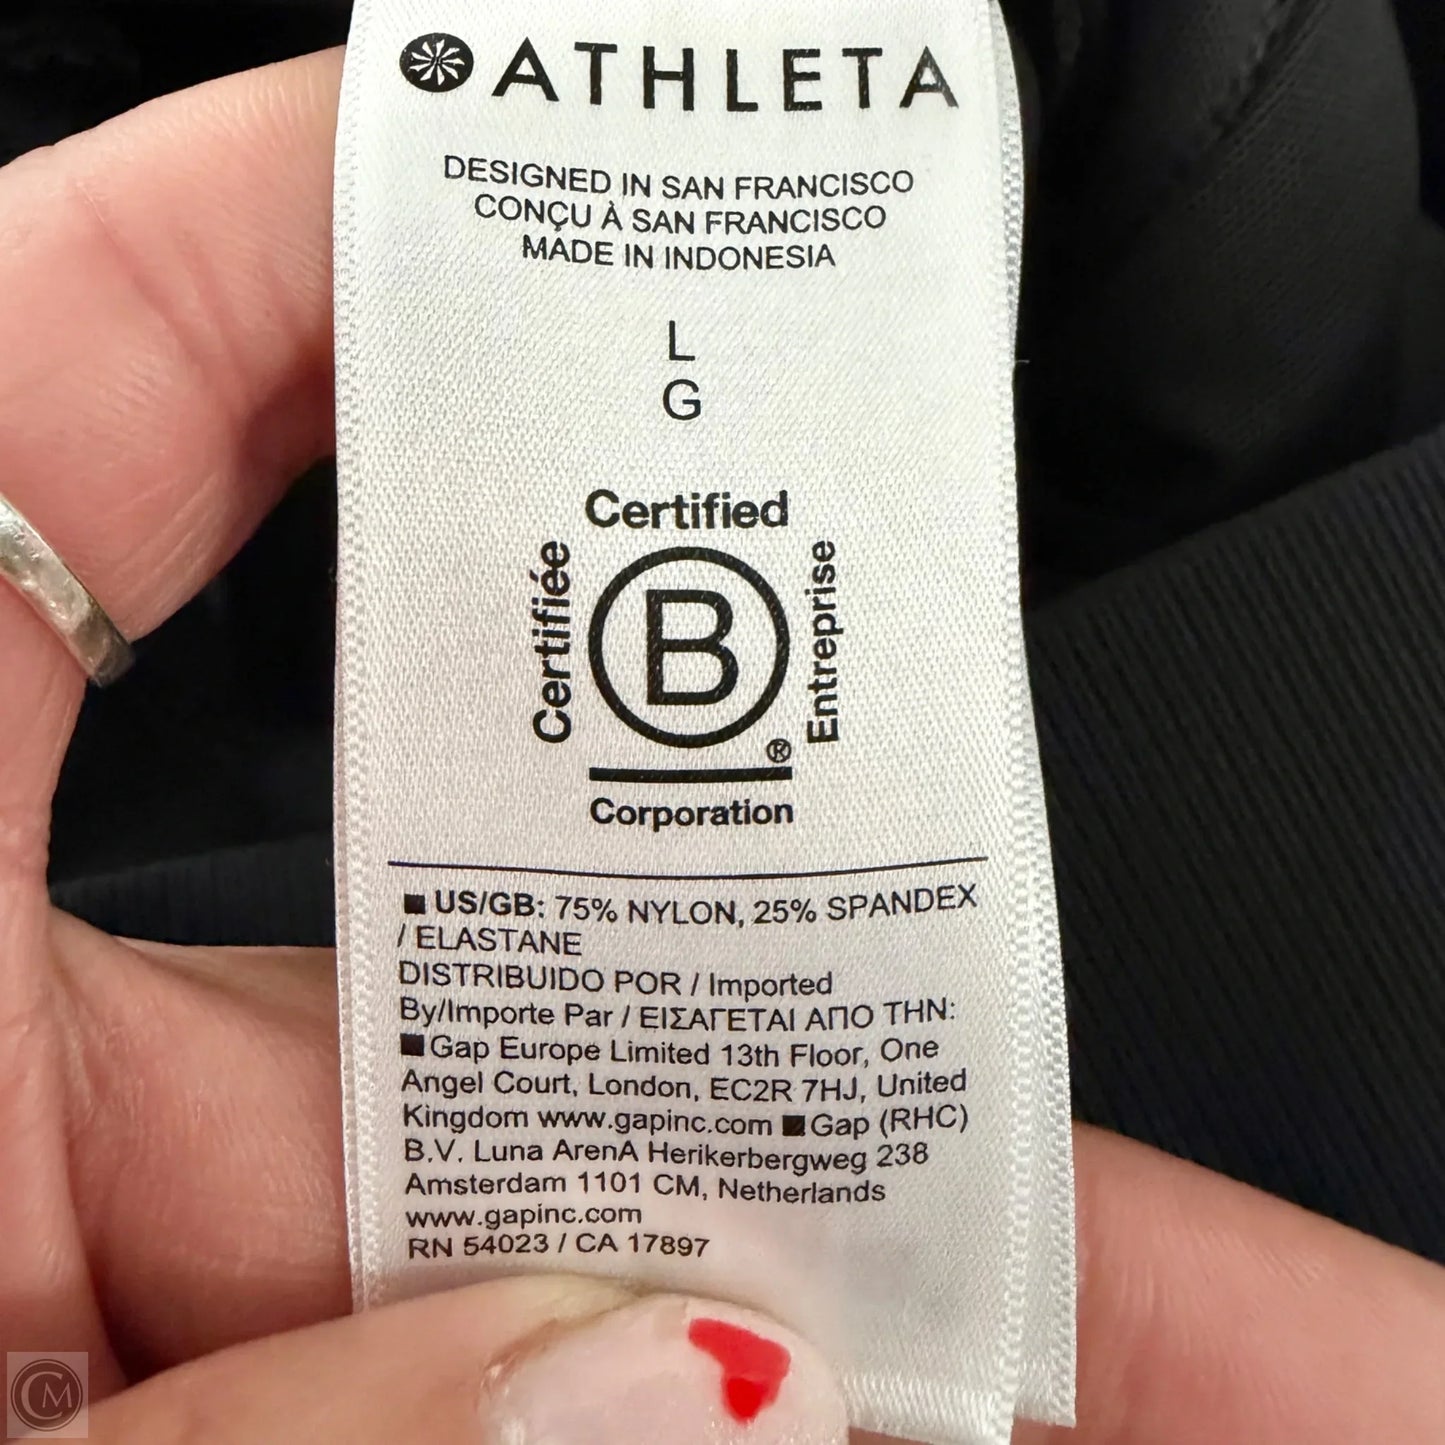 ATHLETA
DESIGNED IN SAN FRANCISCO
CONÇU À SAN FRANCISCO
MADE IN INDONESIA
L
G
Certified
Certifiée
B
Entreprise
®
Corporation
US/GB: 75% NYLON, 25% SPANDEX
/ ELASTANE
DISTRIBUIDO POR / Imported
By/Importe Par / ΕΙΣΑΓΕΤΑΙ ΑΠΟ ΤΗΝ:
Gap Europe Limited 13th Floor, One
Angel Court, London, EC2R 7HJ, United
Kingdom www.gapinc.com Gap (RHC)
B.V. Luna ArenA Herikerbergweg 238
Amsterdam 1101 CM, Netherlands
www.gapinc.com
RN 54023 / CA 17897
CM